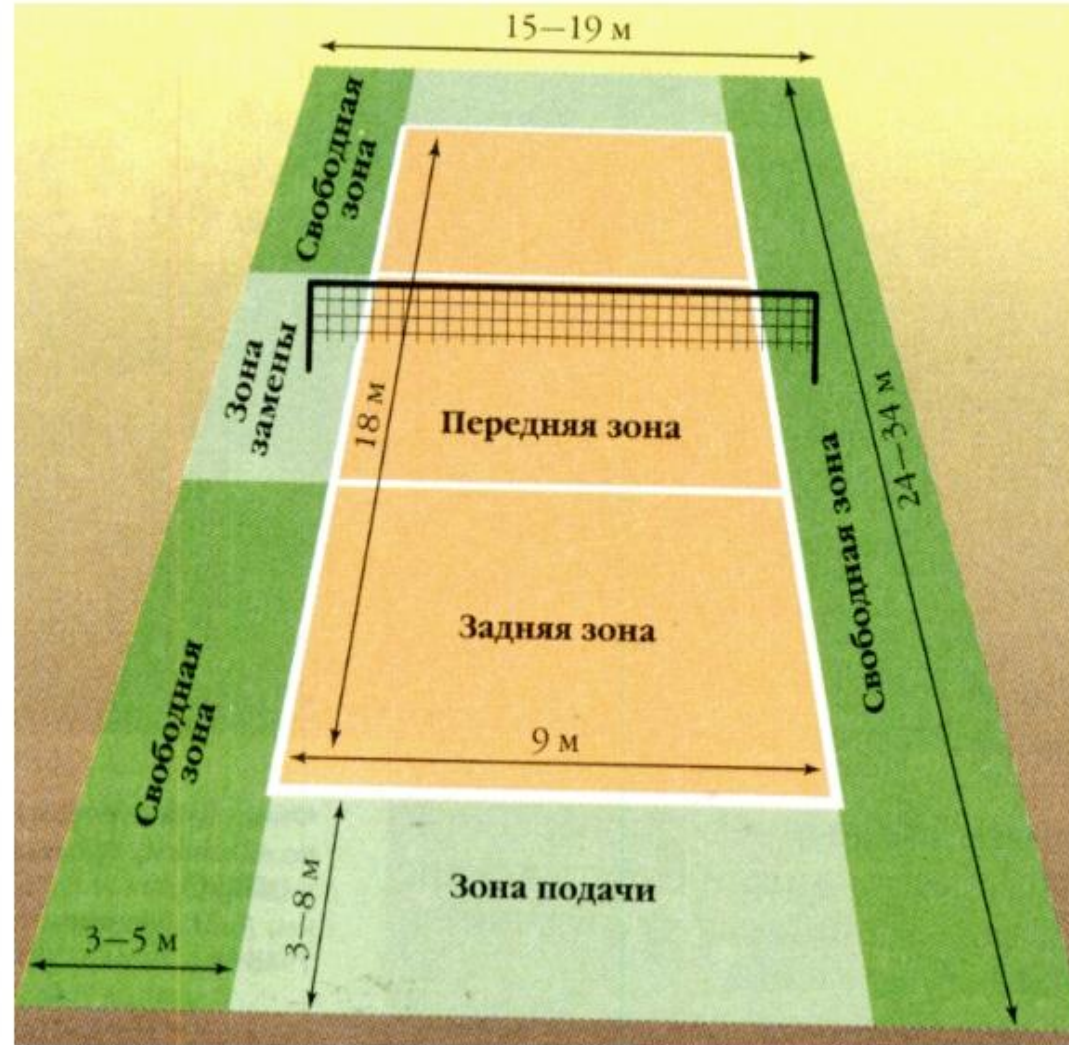 15—19 м
Свободная
зона
Зона
замены
18 м
Передняя зона
24—34 м
Свободная зона
Задняя зона
Свободная
зона
9 м
Зона подачи
3—8 м
3—5 м